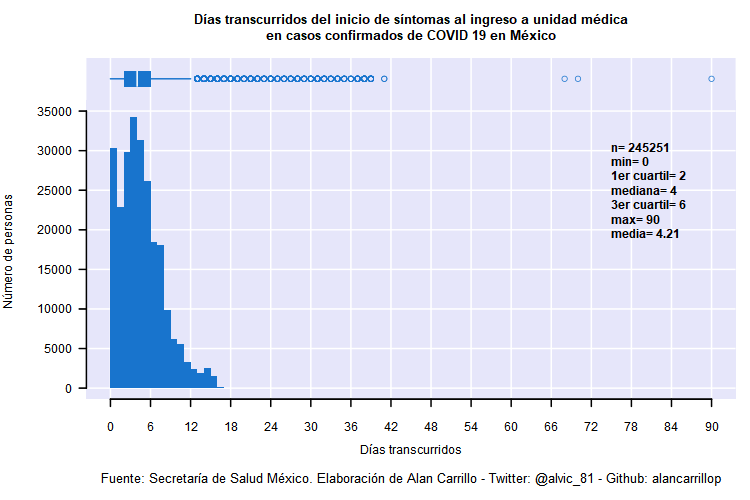 Días transcurridos del inicio de síntomas al ingreso a unidad médica
en casos confirmados de COVID 19 en México
Número de personas
35000
30000
25000
20000
15000
10000
5000
0
n= 245251
min= 0
1er cuartil= 2
mediana= 4
3er cuartil= 6
max= 90
media= 4.21
0 6 12 18 24 30 36 42 48 54 60 66 72 78 84 90
Días transcurridos
Fuente: Secretaría de Salud México. Elaboración de Alan Carrillo - Twitter: @alvic_81 - Github: alancarrillop